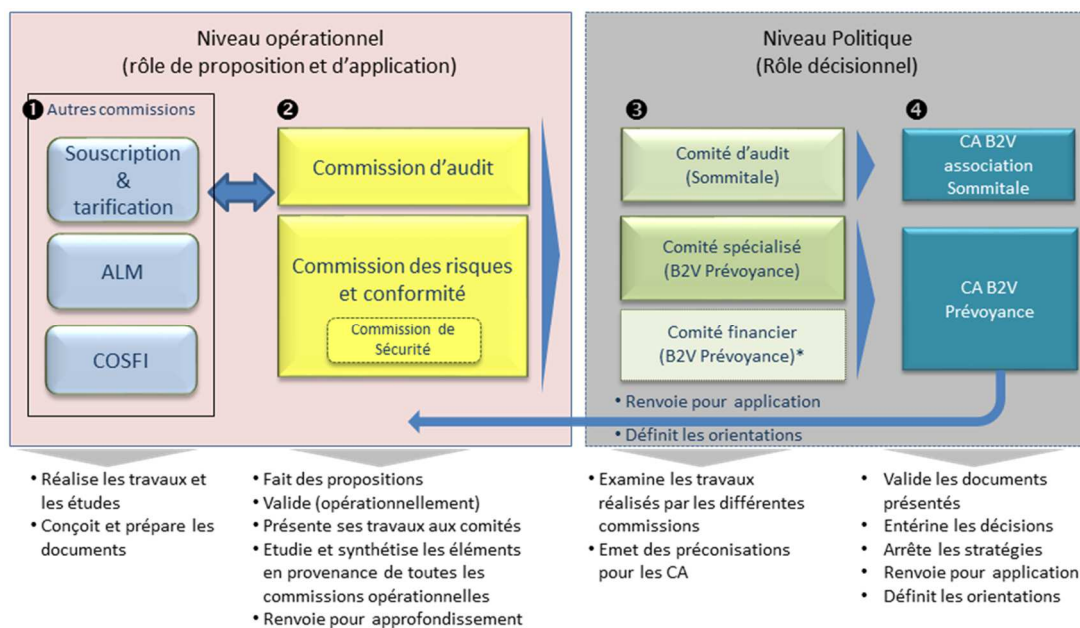 Niveau opérationnel
(rôle de proposition et d'application)
❶ Autres commissions
Souscription
&
tarification
ALM
COSFI
❷
Commission d'audit
Commission des risques
et conformité
Commission de
Sécurité
Niveau Politique
(Rôle décisionnel)
❸
Comité d'audit
(Sommitale)
Comité spécialisé
(B2V Prévoyance)
Comité financier
(B2V Prévoyance)*
❹
CA B2V
association
Sommitale
CA B2V
Prévoyance
• Renvoie pour application
• Définit les orientations
• Réalise les travaux et
les études
• Conçoit et prépare les
documents
• Fait des propositions
• Valide (opérationnellement)
• Présente ses travaux aux comités
• Etudie et synthétise les éléments
en provenance de toutes les
commissions opérationnelles
• Renvoie pour approfondissement
• Examine les travaux
réalisés par les différentes
commissions
• Emet des préconisations
pour les CA
• Valide les documents
présentés
• Entérine les décisions
• Arrête les stratégies
• Renvoie pour application
• Définit les orientations